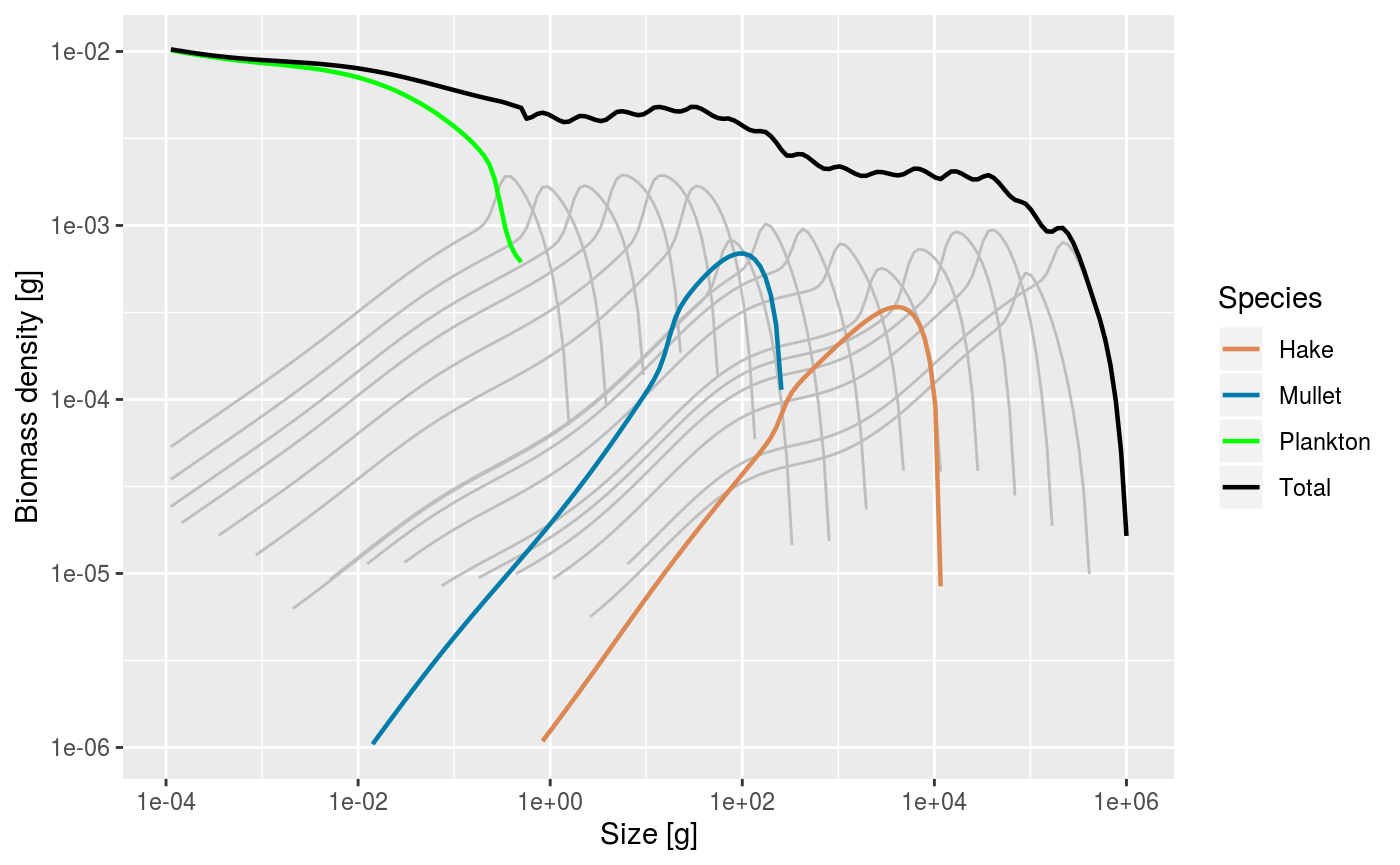 1e-02
1e-03
1e-04
1e-05
1e-06
Biomass density [g]
1e-04 1e-02 1e+00 1e+02 1e+04 1e+06
Size [g]
Species
Hake
Mullet
Plankton
Total